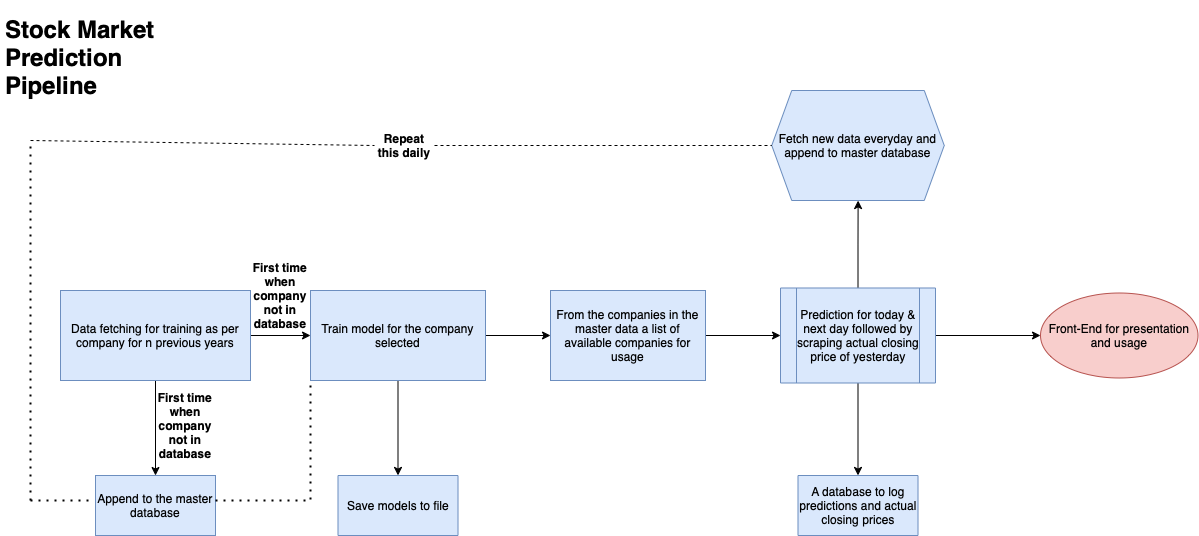 Stock Market
Prediction
Pipeline
Fetch new data everyday and
append to master database
Repeat
this daily
First time
when
company
not in
database
Data fetching for training as per
company for n previous years
Train model for the company
selected
From the companies in the
master data a list of
available companies for
usage
Prediction for today &
next day followed by
scraping actual closing
price of yesterday
Front-End for presentation
and usage
First time
when
company
not in
database
Append to the master
database
Save models to file
A database to log
predictions and actual
closing prices